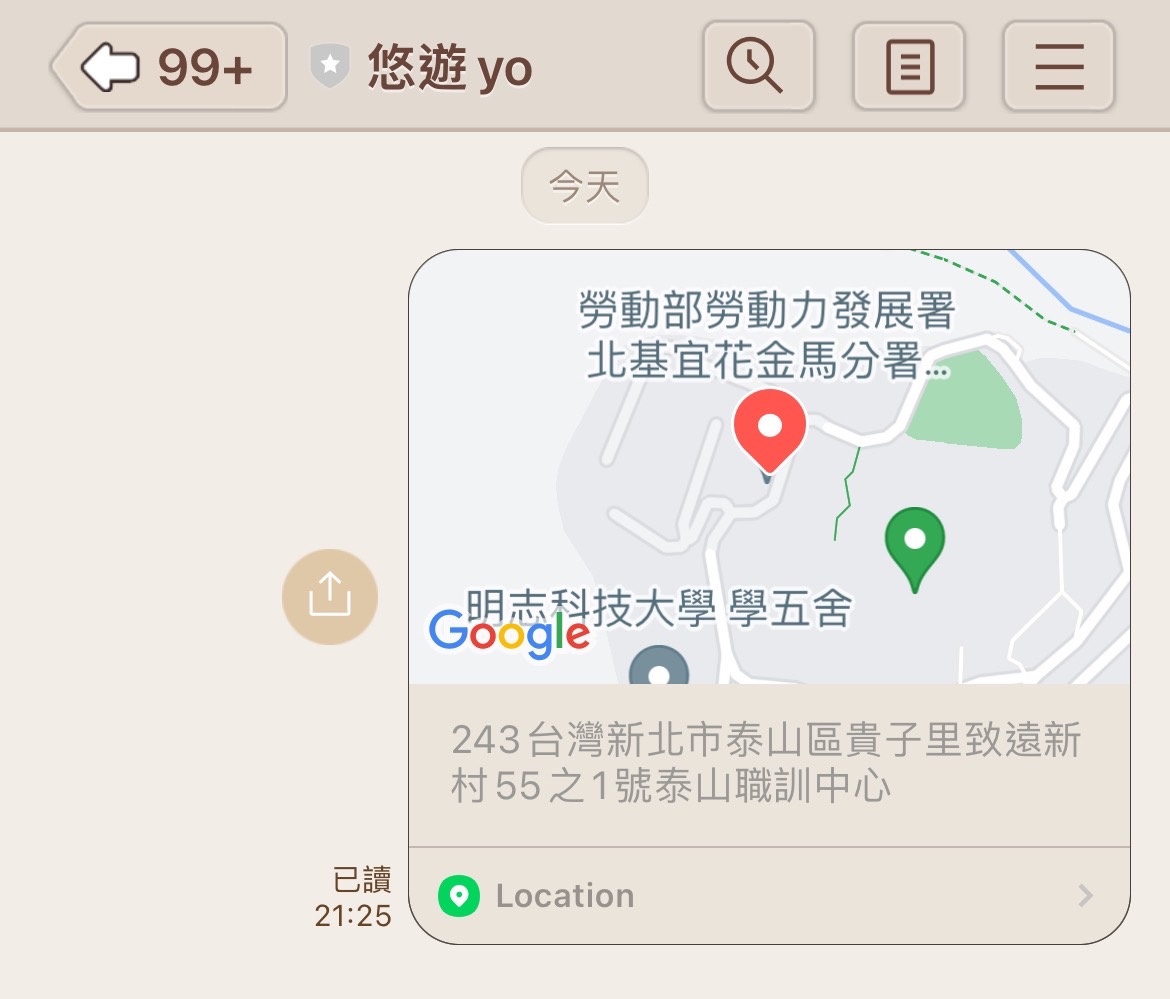 99+
悠遊 yo
今天
勞動部勞動力發展署
北基宜花金馬分署...
明志科技大學 學五舍
Google
243台灣新北市泰山區貴子里致遠新
村55之1號泰山職訓中心
已讀
21:25
Location